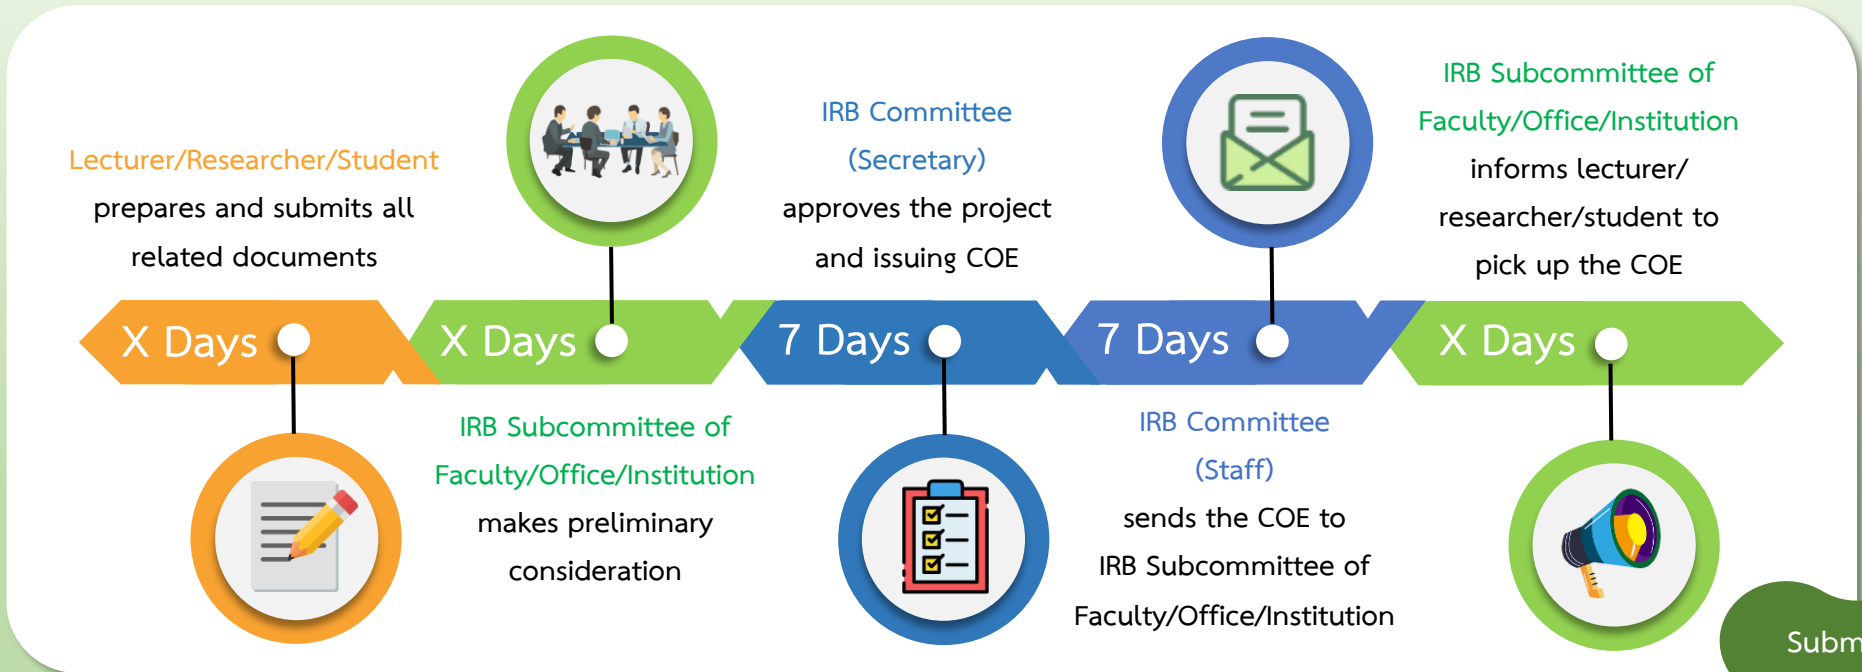 Lecturer/Researcher/Student
prepares and submits all
related documents
X Days
X Days
IRB Subcommittee of
Faculty/Office/Institution
makes preliminary
consideration
IRB Committee
(Secretary)
approves the project
and issuing COE
7 Days
7 Days
IRB Committee
(Staff)
sends the COE to
IRB Subcommittee of
Faculty/Office/Institution
IRB Subcommittee of
Faculty/Office/Institution
informs lecturer/
researcher/student to
pick up the COE
X Days
Subm